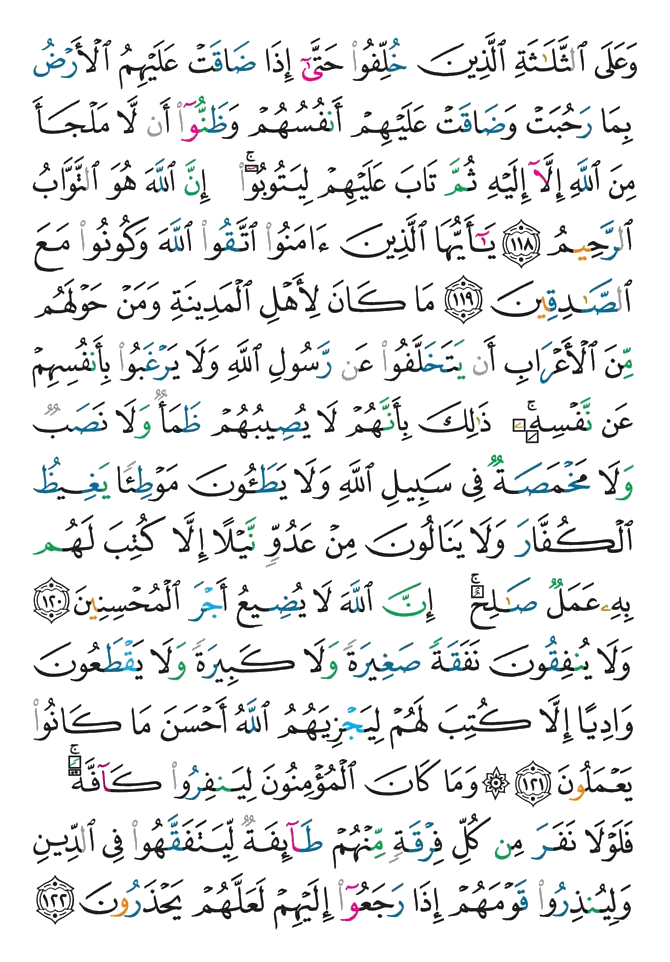 وَعَلَى ٱلثَّلَـٰثَةِ ٱلَّذِينَ خُلِّفُوا۟ حَتَّىٰٓ إِذَا ضَاقَتْ عَلَيْهِمُ ٱلْأَرْضُ
بِمَا رَحُبَتْ وَضَاقَتْ عَلَيْهِمْ أَنفُسُهُمْ وَظَنُّوٓا۟ أَن لَّا مَلْجَأَ
مِنَ ٱللَّهِ إِلَّآ إِلَيْهِ ثُمَّ تَابَ عَلَيْهِمْ لِيَتُوبُوٓا۟ ۚ إِنَّ ٱللَّهَ هُوَ ٱلتَّوَّابُ
ٱلرَّحِيمُ ١١٨ يَـٰٓأَيُّهَا ٱلَّذِينَ ءَامَنُوا۟ ٱتَّقُوا۟ ٱللَّهَ وَكُونُوا۟ مَعَ
ٱلصَّـٰدِقِينَ ١١٩ مَا كَانَ لِأَهْلِ ٱلْمَدِينَةِ وَمَنْ حَوْلَهُم
مِّنَ ٱلْأَعْرَابِ أَن يَتَخَلَّفُوا۟ عَن رَّسُولِ ٱللَّهِ وَلَا يَرْغَبُوا۟ بِأَنفُسِهِمْ
عَن نَّفْسِهِۦ ۚ ذَٰلِكَ بِأَنَّهُمْ لَا يُصِيبُهُمْ ظَمَأٌ وَلَا نَصَبٌ
وَلَا مَخْمَصَةٌ فِى سَبِيلِ ٱللَّهِ وَلَا يَطَـُٔونَ مَوْطِئًا يَغِيظُ
ٱلْكُفَّارَ وَلَا يَنَالُونَ مِنْ عَدُوٍّ نَّيْلًا إِلَّا كُتِبَ لَهُم
بِهِۦ عَمَلٌ صَـٰلِحٌ ۚ إِنَّ ٱللَّهَ لَا يُضِيعُ أَجْرَ ٱلْمُحْسِنِينَ ١٢٠
وَلَا يُنفِقُونَ نَفَقَةً صَغِيرَةً وَلَا كَبِيرَةً وَلَا يَقْطَعُونَ
وَادِيًا إِلَّا كُتِبَ لَهُمْ لِيَجْزِيَهُمُ ٱللَّهُ أَحْسَنَ مَا كَانُوا۟
يَعْمَلُونَ ١٢١ ۞ وَمَا كَانَ ٱلْمُؤْمِنُونَ لِيَنفِرُوا۟ كَآفَّةً ۚ
فَلَوْلَا نَفَرَ مِن كُلِّ فِرْقَةٍ مِّنْهُمْ طَآئِفَةٌ لِّيَتَفَقَّهُوا۟ فِى ٱلدِّينِ
وَلِيُنذِرُوا۟ قَوْمَهُمْ إِذَا رَجَعُوٓا۟ إِلَيْهِمْ لَعَلَّهُمْ يَحْذَرُونَ ١٢٢